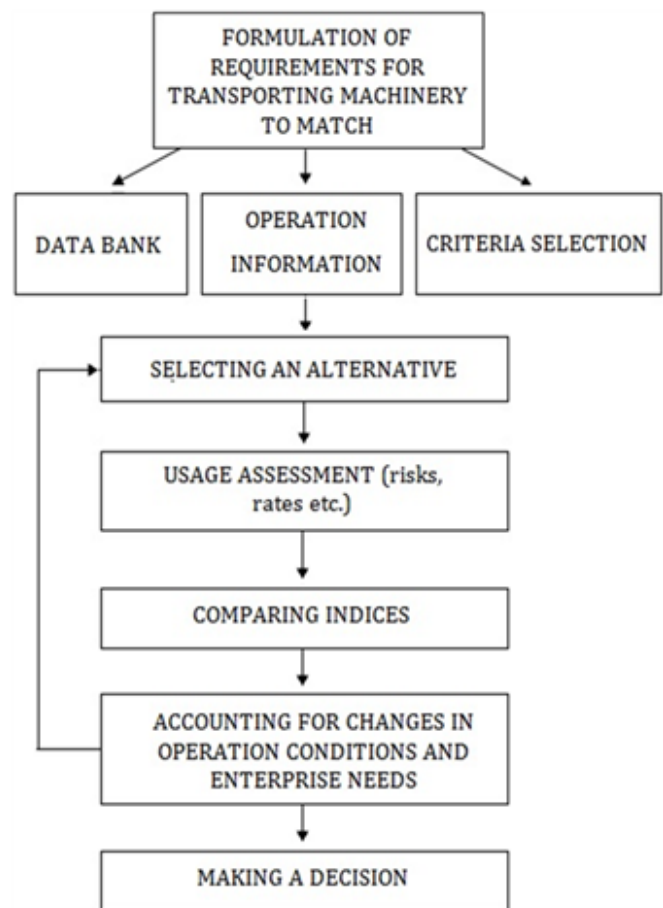 FORMULATION OF
REQUIREMENTS FOR
TRANSPORTING MACHINERY
TO MATCH
DATA BANK
OPERATION
INFORMATION
CRITERIA SELECTION
SELECTING AN ALTERNATIVE
USAGE ASSESSMENT (risks,
rates etc.)
COMPARING INDICES
ACCOUNTING FOR CHANGES IN
OPERATION CONDITIONS AND
ENTERPRISE NEEDS
MAKING A DECISION